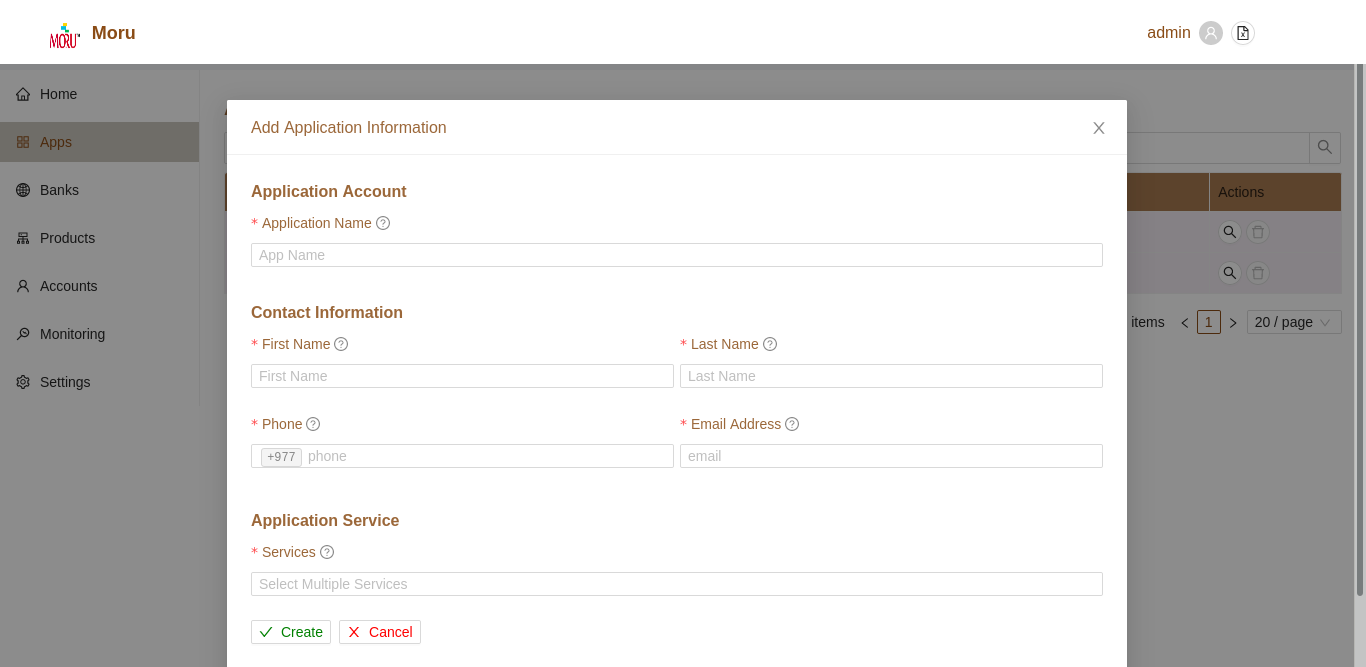 MORU Moru admin
Home
Apps
Banks
Products
Accounts
Monitoring
Settings
Add Application Information
Application Account
* Application Name
App Name
Contact Information
* First Name * Last Name
First Name Last Name
* Phone * Email Address
+977 phone email
Application Service
* Services
Select Multiple Services
Create Cancel
Actions
items 1 20 / page